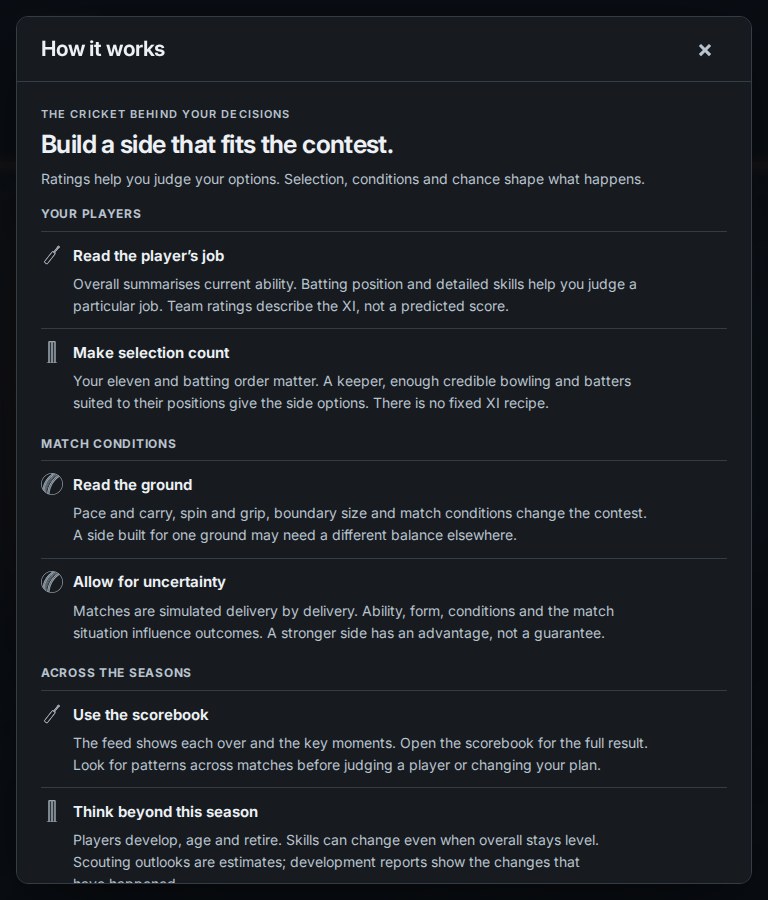 How it works
×
THE CRICKET BEHIND YOUR DECISIONS
Build a side that fits the contest.
Ratings help you judge your options. Selection, conditions and chance shape what happens.
YOUR PLAYERS
Read the player’s job
Overall summarises current ability. Batting position and detailed skills help you judge a
particular job. Team ratings describe the XI, not a predicted score.
Make selection count
Your eleven and batting order matter. A keeper, enough credible bowling and batters
suited to their positions give the side options. There is no fixed XI recipe.
MATCH CONDITIONS
Read the ground
Pace and carry, spin and grip, boundary size and match conditions change the contest.
A side built for one ground may need a different balance elsewhere.
Allow for uncertainty
Matches are simulated delivery by delivery. Ability, form, conditions and the match
situation influence outcomes. A stronger side has an advantage, not a guarantee.
ACROSS THE SEASONS
Use the scorebook
The feed shows each over and the key moments. Open the scorebook for the full result.
Look for patterns across matches before judging a player or changing your plan.
Think beyond this season
Players develop, age and retire. Skills can change even when overall stays level.
Scouting outlooks are estimates; development reports show the changes that
have happened.